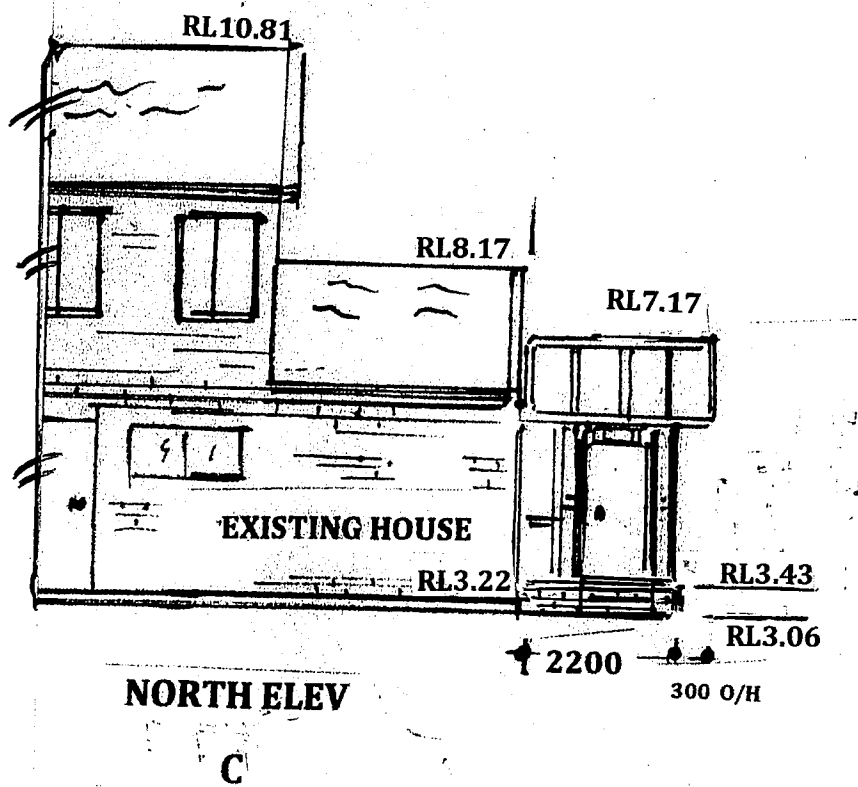 RL10.81
RL8.17
RL7.17
EXISTING HOUSE
RL3.22
RL3.43
RL3.06
2200
300 O/H
NORTH ELEV
C